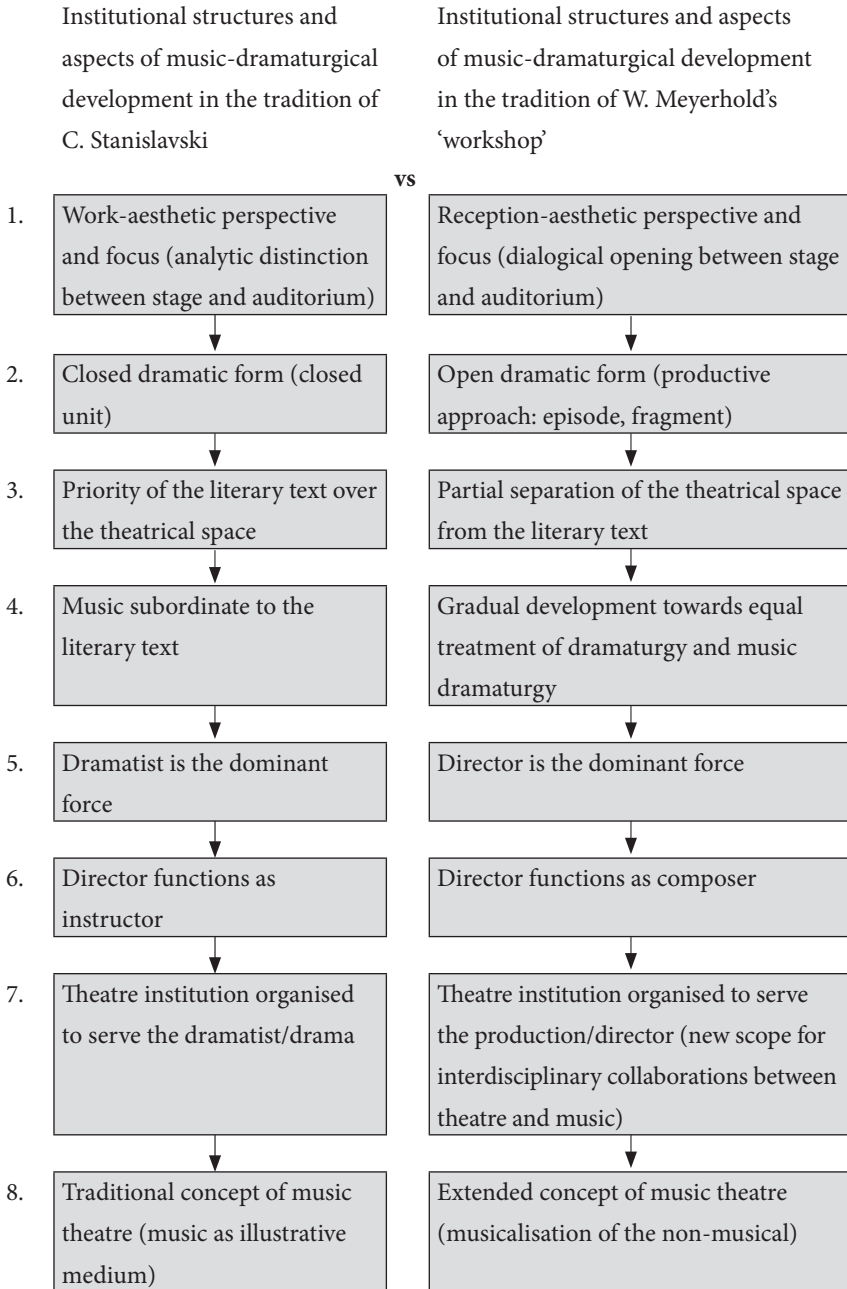 Institutional structures and
aspects of music-dramaturgical
development in the tradition of
C. Stanislavski
Institutional structures and aspects
of music-dramaturgical development
in the tradition of W. Meyerhold’s
‘workshop’
vs
1.
Work-aesthetic perspective
and focus (analytic distinction
between stage and auditorium)
Reception-aesthetic perspective and
focus (dialogical opening between stage
and auditorium)
2.
Closed dramatic form (closed
unit)
Open dramatic form (productive
approach: episode, fragment)
3.
Priority of the literary text over
the theatrical space
Partial separation of the theatrical space
from the literary text
4.
Music subordinate to the
literary text
Gradual development towards equal
treatment of dramaturgy and music
dramaturgy
5.
Dramatist is the dominant
force
Director is the dominant force
6.
Director functions as
instructor
Director functions as composer
7.
Theatre institution organised
to serve the dramatist/drama
Theatre institution organised to serve
the production/director (new scope for
interdisciplinary collaborations between
theatre and music)
8.
Traditional concept of music
theatre (music as illustrative
medium)
Extended concept of music theatre
(musicalisation of the non-musical)